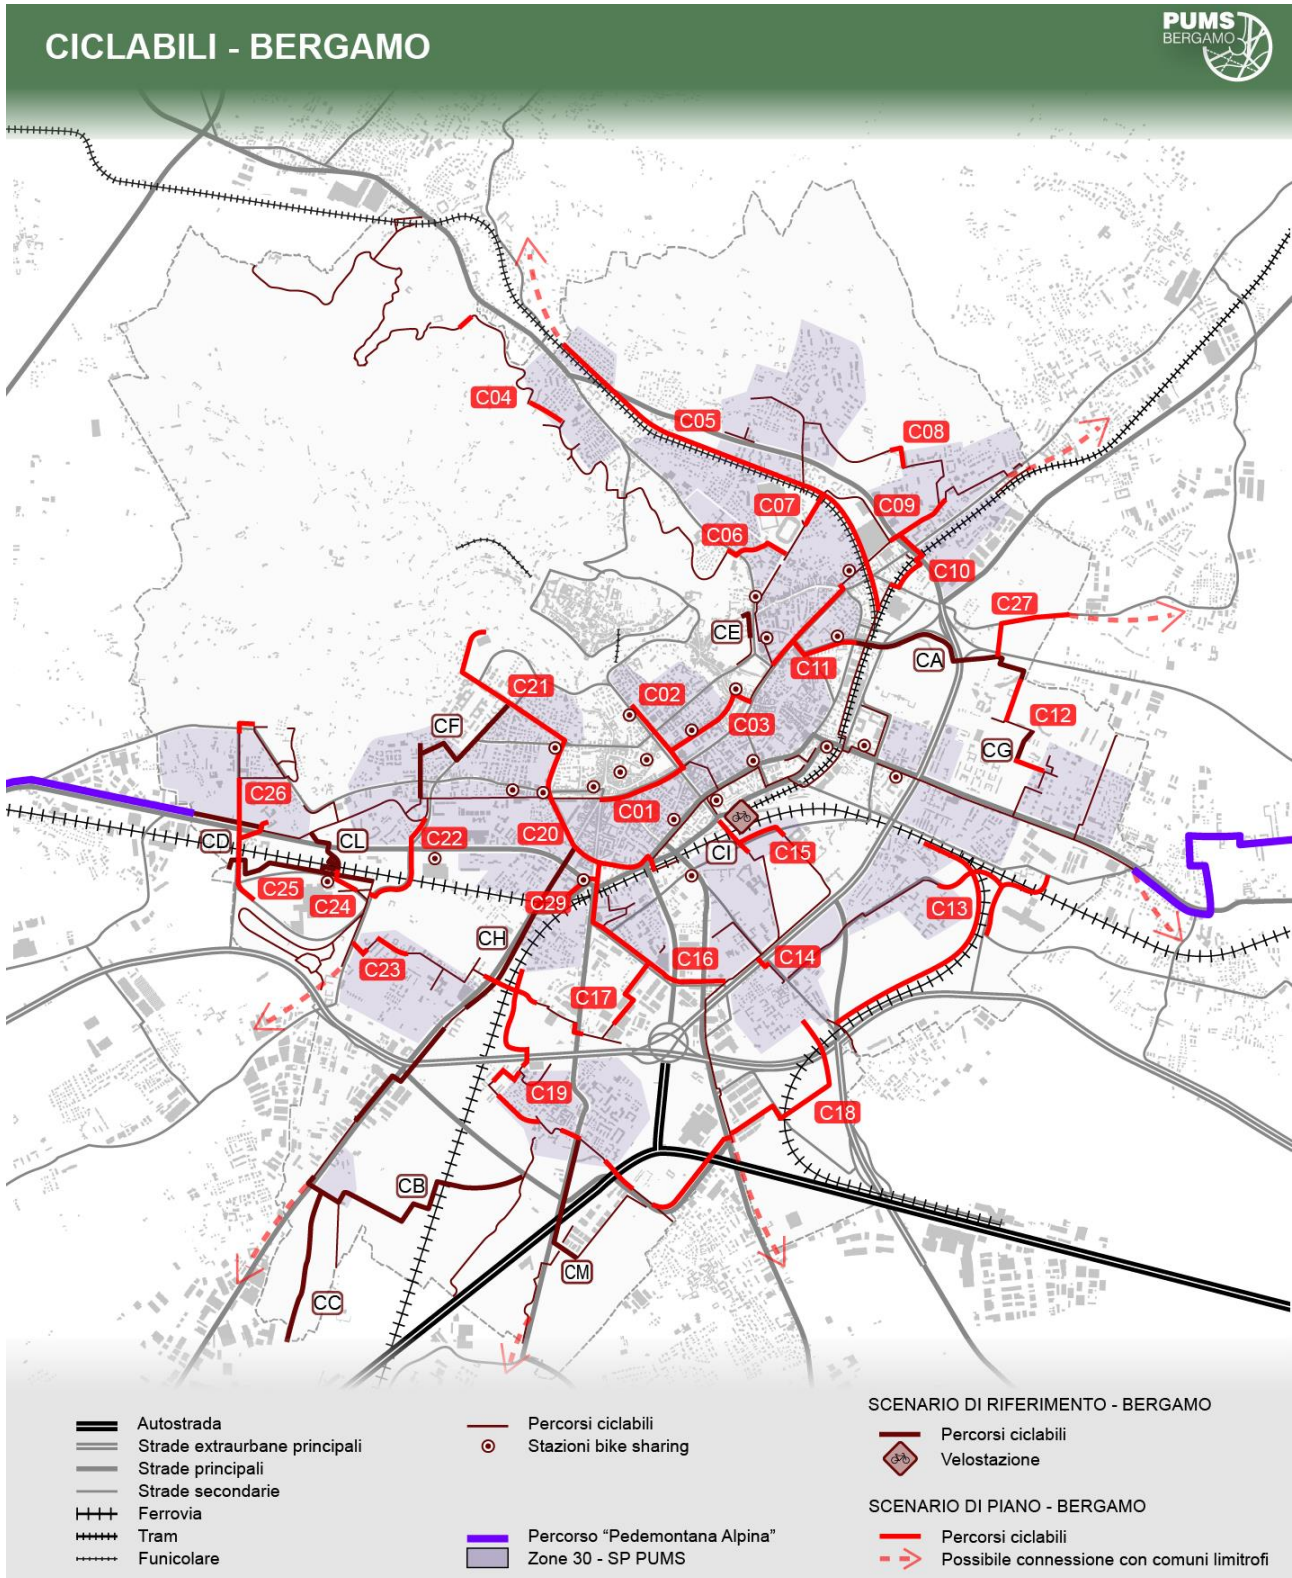 CICLABILI - BERGAMO
PUMS
BERGAMO
C04
C05
C08
C07
C09
C06
C10
C27
CE
C11
CA
C02
C21
C03
C12
CF
CG
C26
C01
C20
CD
CL
C22
CI
C15
C25
C24
C29
C13
CH
C23
C16
C14
C17
C19
C18
CB
CM
CC
Autostrada
Strade extraurbane principali
Strade principali
Strade secondarie
Ferrovia
Tram
Funicolare
Percorsi ciclabili
Stazioni bike sharing
Percorso "Pedemontana Alpina"
Zone 30 - SP PUMS
SCENARIO DI RIFERIMENTO - BERGAMO
Percorsi ciclabili
Velostazione
SCENARIO DI PIANO - BERGAMO
Percorsi ciclabili
Possibile connessione con comuni limitrofi